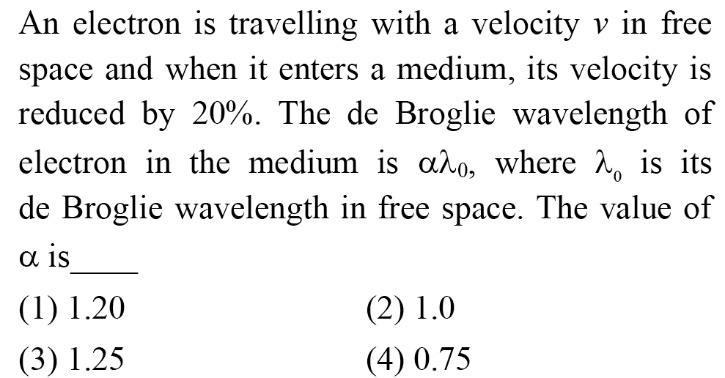 An electron is travelling with a velocity v in free
space and when it enters a medium, its velocity is
reduced by 20%. The de Broglie wavelength of
electron in the medium is αλ₀, where λ₀ is its
de Broglie wavelength in free space. The value of
α is____
(1) 1.20 (2) 1.0
(3) 1.25 (4) 0.75